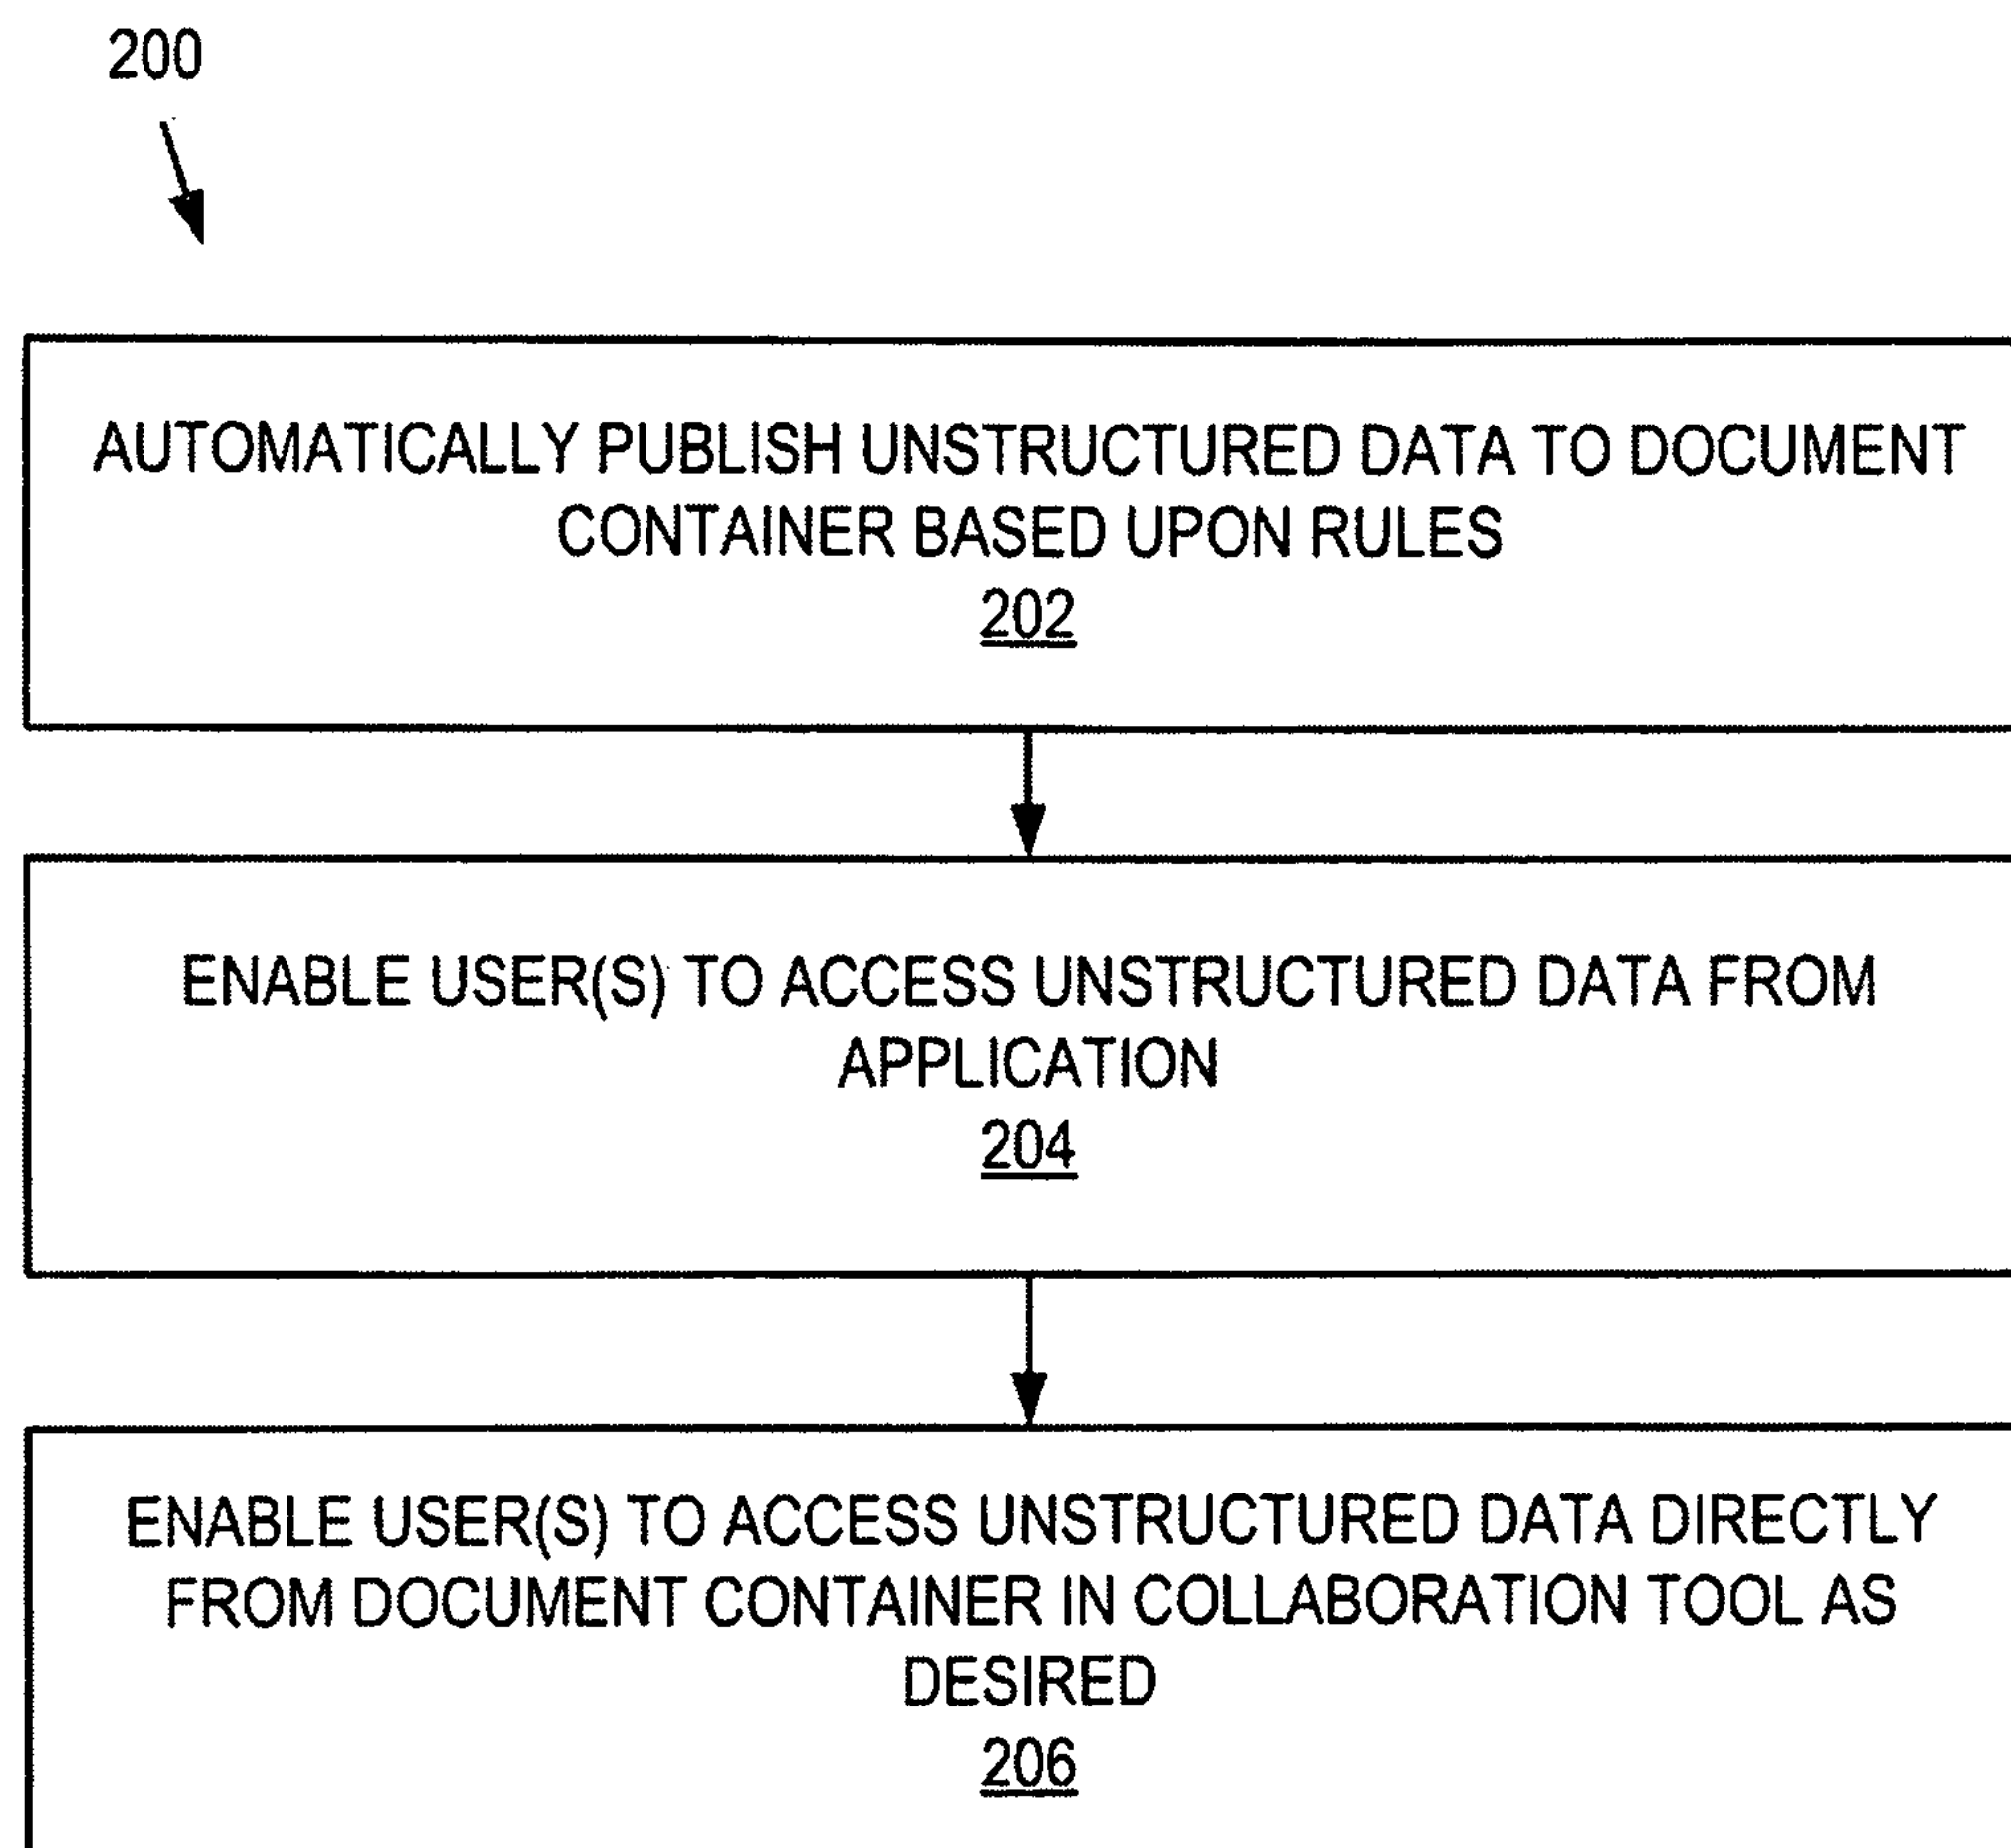 200
AUTOMATICALLY PUBLISH UNSTRUCTURED DATA TO DOCUMENT
CONTAINER BASED UPON RULES
202
ENABLE USER(S) TO ACCESS UNSTRUCTURED DATA FROM
APPLICATION
204
ENABLE USER(S) TO ACCESS UNSTRUCTURED DATA DIRECTLY
FROM DOCUMENT CONTAINER IN COLLABORATION TOOL AS
DESIRED
206